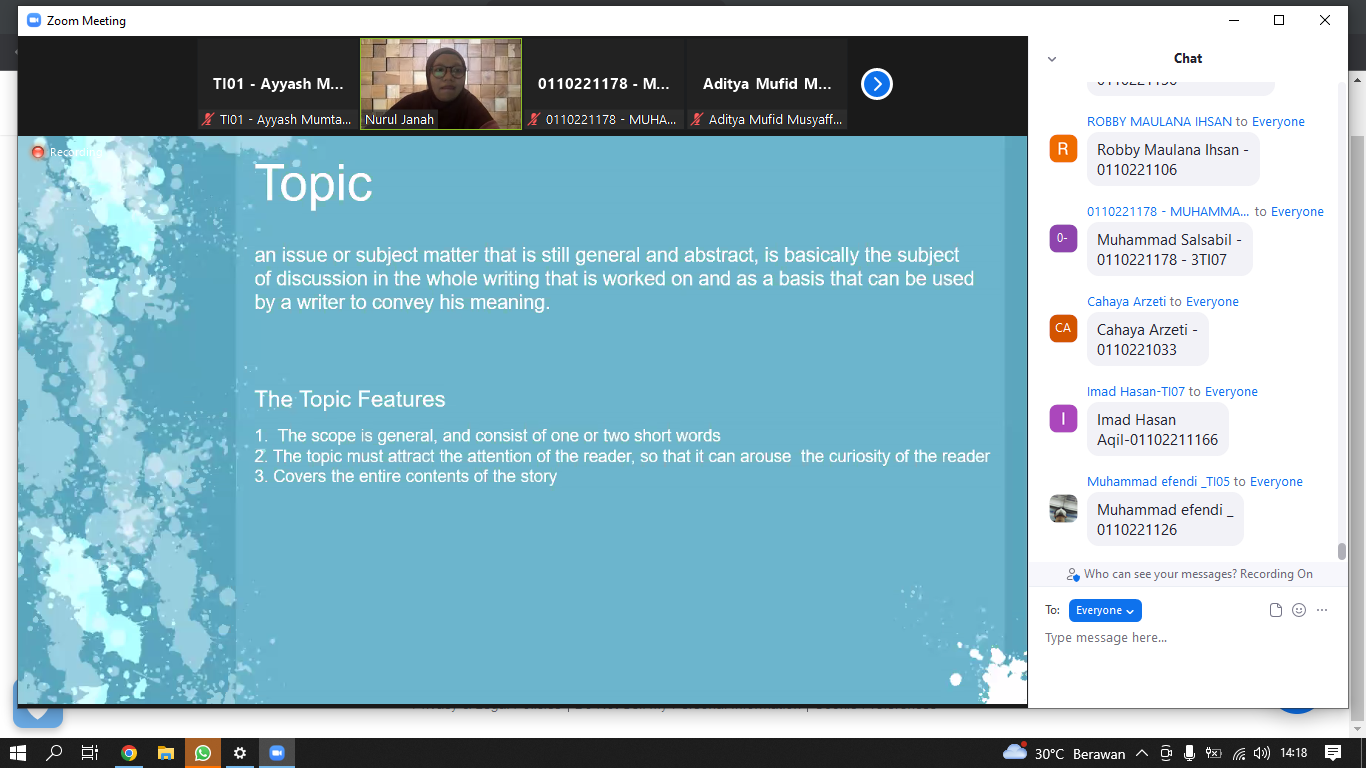 Zoom Meeting
TI01 - Ayyash M...
0110221178 - M...
Aditya Mufid M...
TI01 - Ayyash Mumta...
Nurul Janah
0110221178 - MUHA...
Aditya Mufid Musyaff...
Recording
Topic
an issue or subject matter that is still general and abstract, is basically the subject
of discussion in the whole writing that is worked on and as a basis that can be used
by a writer to convey his meaning.
The Topic Features
1. The scope is general, and consist of one or two short words
2. The topic must attract the attention of the reader, so that it can arouse the curiosity of the reader
3. Covers the entire contents of the story
Chat
ROBBY MAULANA IHSAN to Everyone
R
Robby Maulana Ihsan -
0110221106
0110221178 - MUHAMMA... to Everyone
0-
Muhammad Salsabil -
0110221178 - 3TI07
Cahaya Arzeti to Everyone
CA
Cahaya Arzeti -
0110221033
Imad Hasan-TI07 to Everyone
I
Imad Hasan
Aqil-01102211166
Muhammad efendi _TI05 to Everyone
Muhammad efendi _
0110221126
Who can see your messages? Recording On
To: Everyone
Type message here...
30°C Berawan
14:18